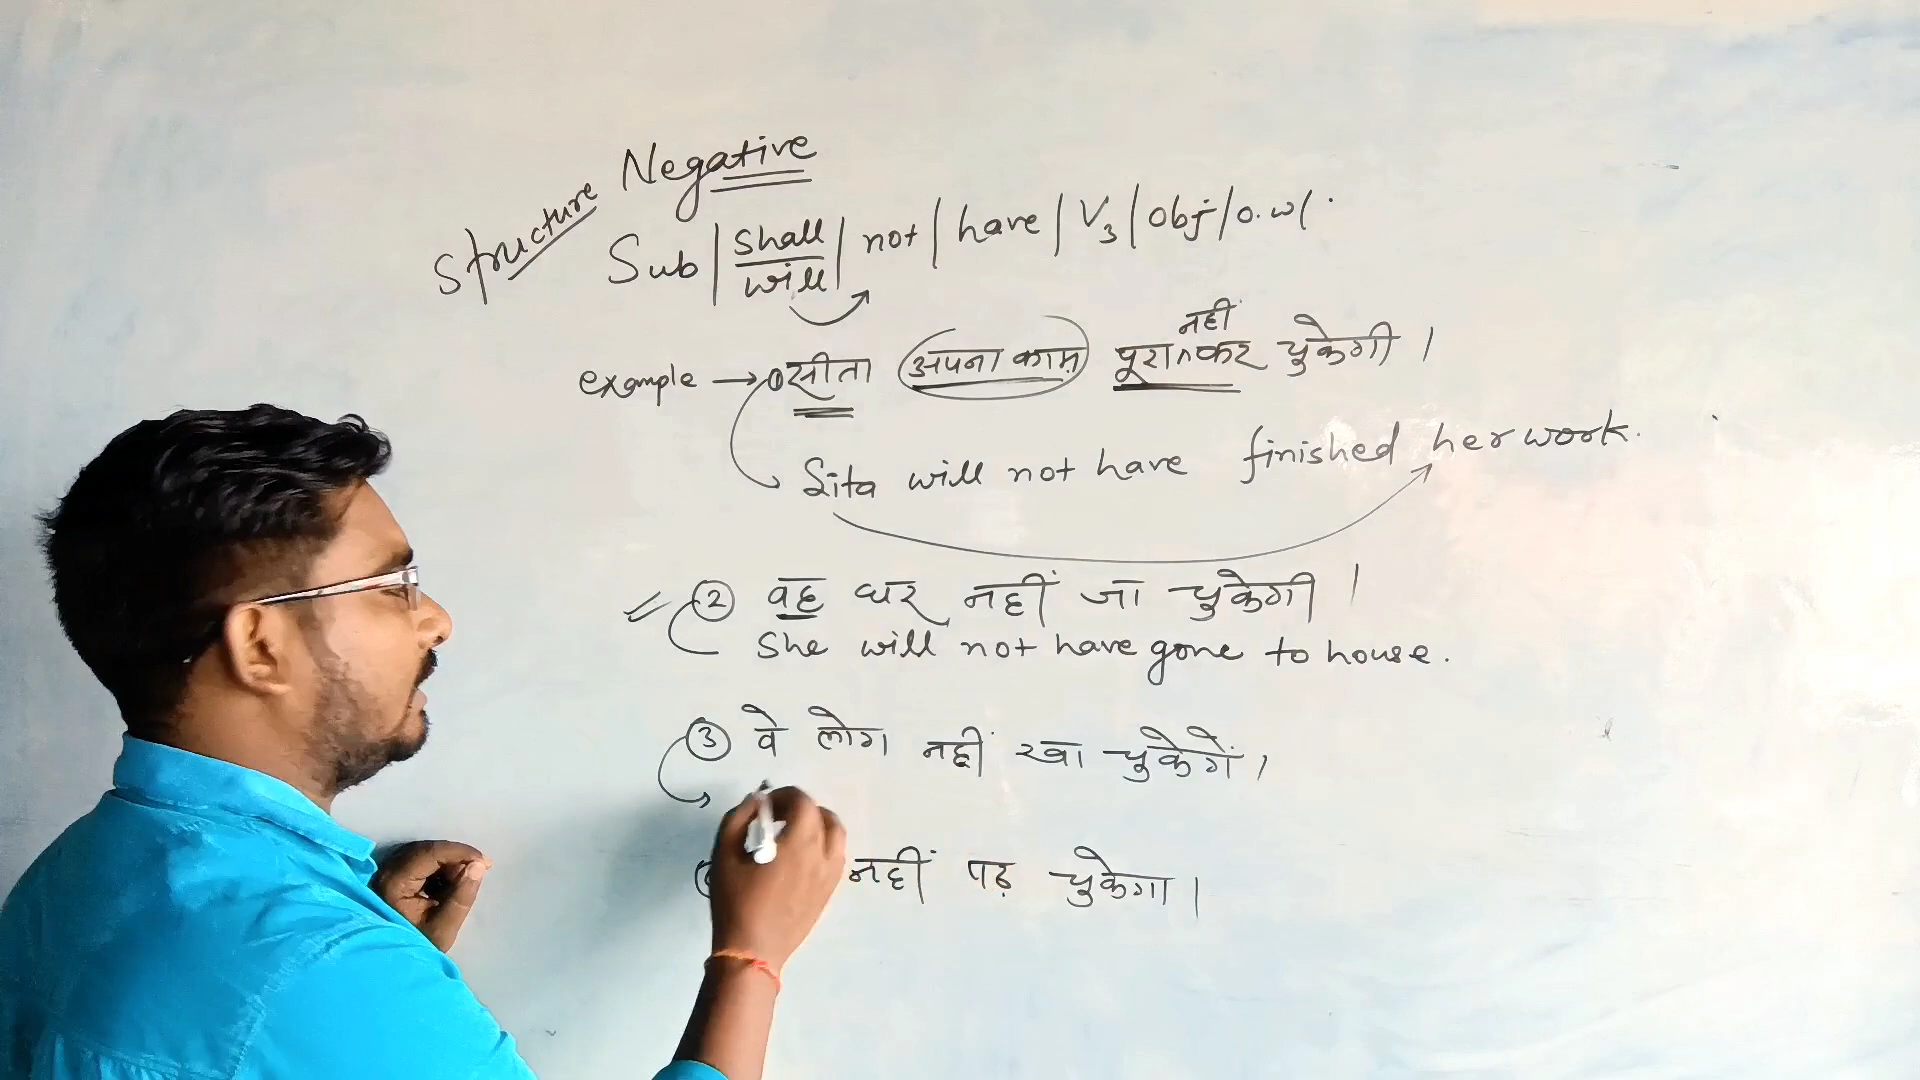 Negative
Structure
Sub | shall/will | not | have | V3 | obj | o.w.
नहीं
example → ① सीता अपना काम पूरा ^ कर चुकेगी ।
Sita will not have finished her work.
② वह घर नहीं जा चुकेगी ।
She will not have gone to house.
③ वे लोग नहीं खा चुकेगें ।
नहीं पढ़ चुकेगा ।